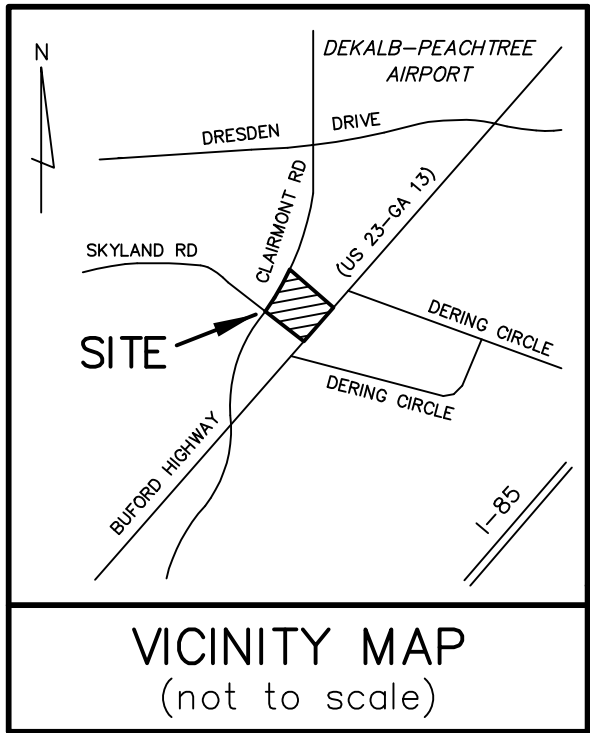 N
DEKALB-PEACHTREE
AIRPORT
DRESDEN DRIVE
CLAIRMONT RD
(US 23-GA 13)
SKYLAND RD
SITE
DERING CIRCLE
DERING CIRCLE
BUFORD HIGHWAY
I-85
VICINITY MAP
(not to scale)